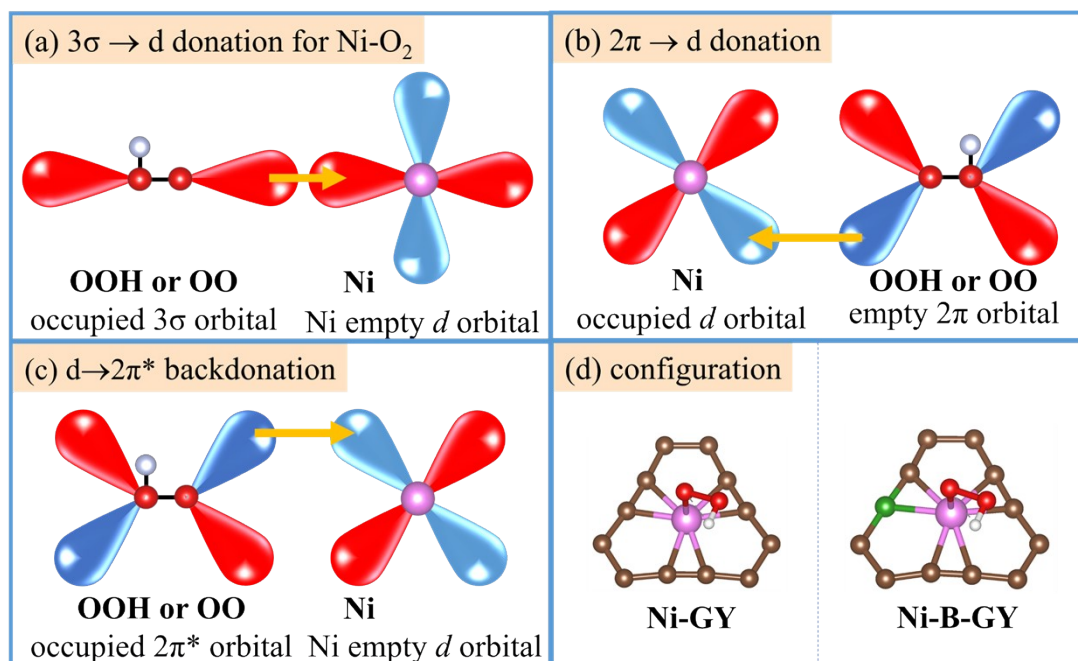 (a) 3σ → d donation for Ni-O₂
OOH or OO
occupied 3σ orbital
Ni
Ni empty d orbital
(b) 2π → d donation
Ni
occupied d orbital
OOH or OO
empty 2π orbital
(c) d→2π* backdonation
OOH or OO
occupied 2π* orbital
Ni
Ni empty d orbital
(d) configuration
Ni-GY
Ni-B-GY